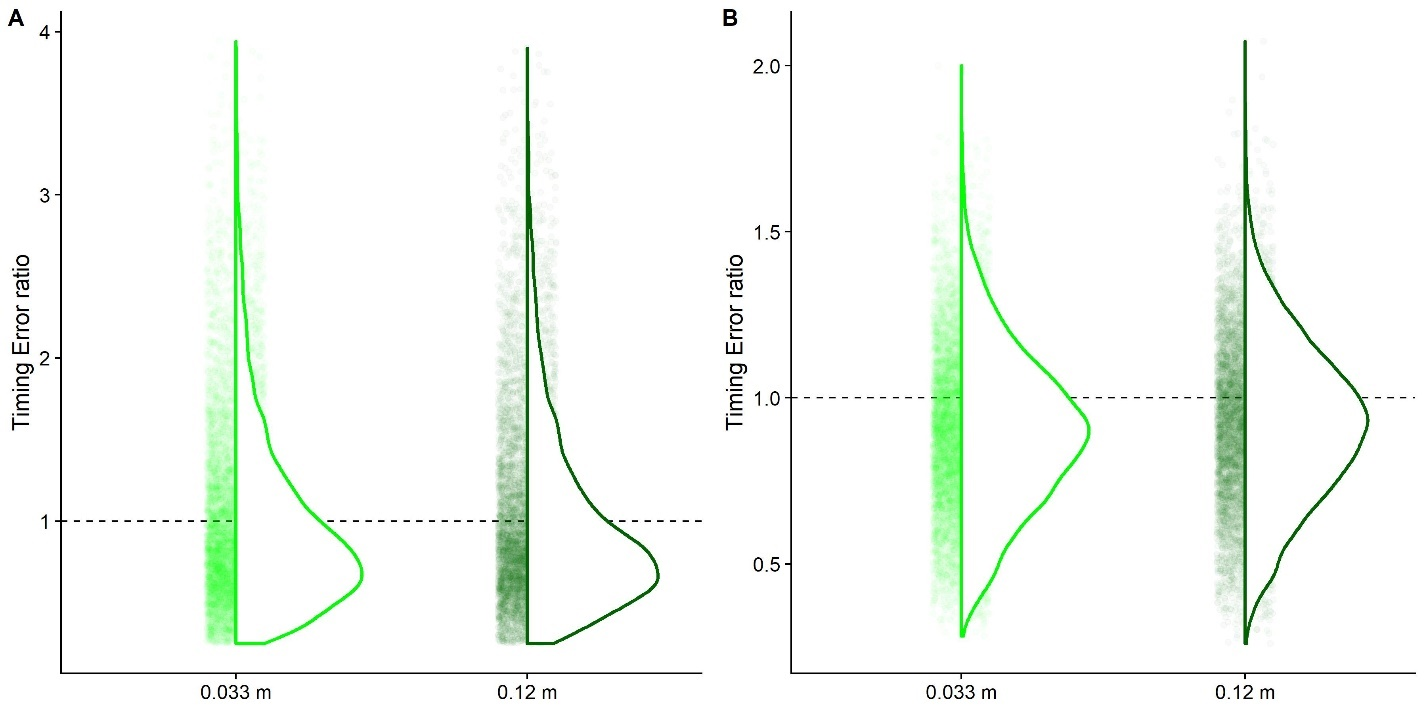 A
4
3
2
1
Timing Error ratio
0.033 m
0.12 m
B
2.0
1.5
1.0
0.5
Timing Error ratio
0.033 m
0.12 m